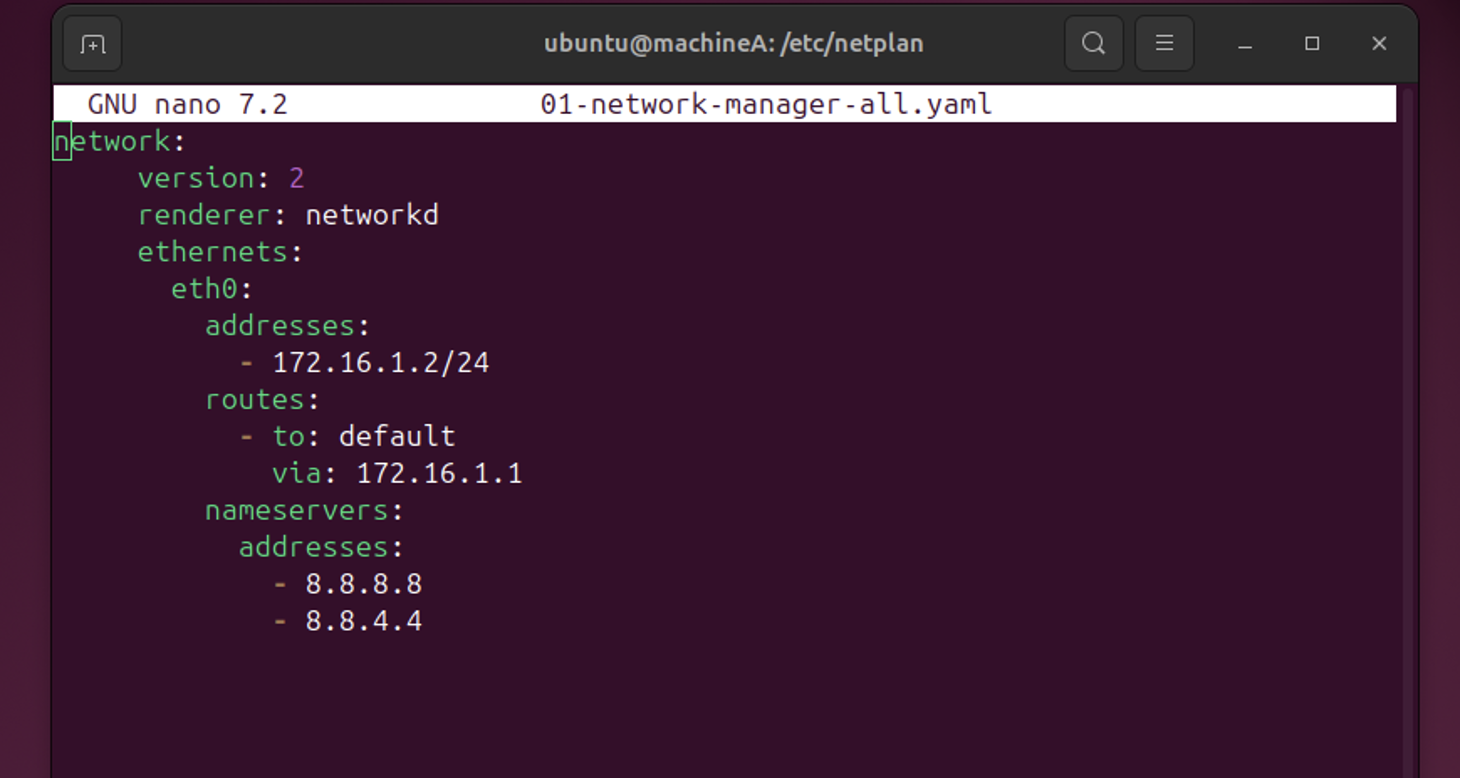 ubuntu@machineA: /etc/netplan
GNU nano 7.2 01-network-manager-all.yaml
network:
     version: 2
     renderer: networkd
     ethernets:
       eth0:
         addresses:
           - 172.16.1.2/24
         routes:
           - to: default
             via: 172.16.1.1
         nameservers:
           addresses:
             - 8.8.8.8
             - 8.8.4.4